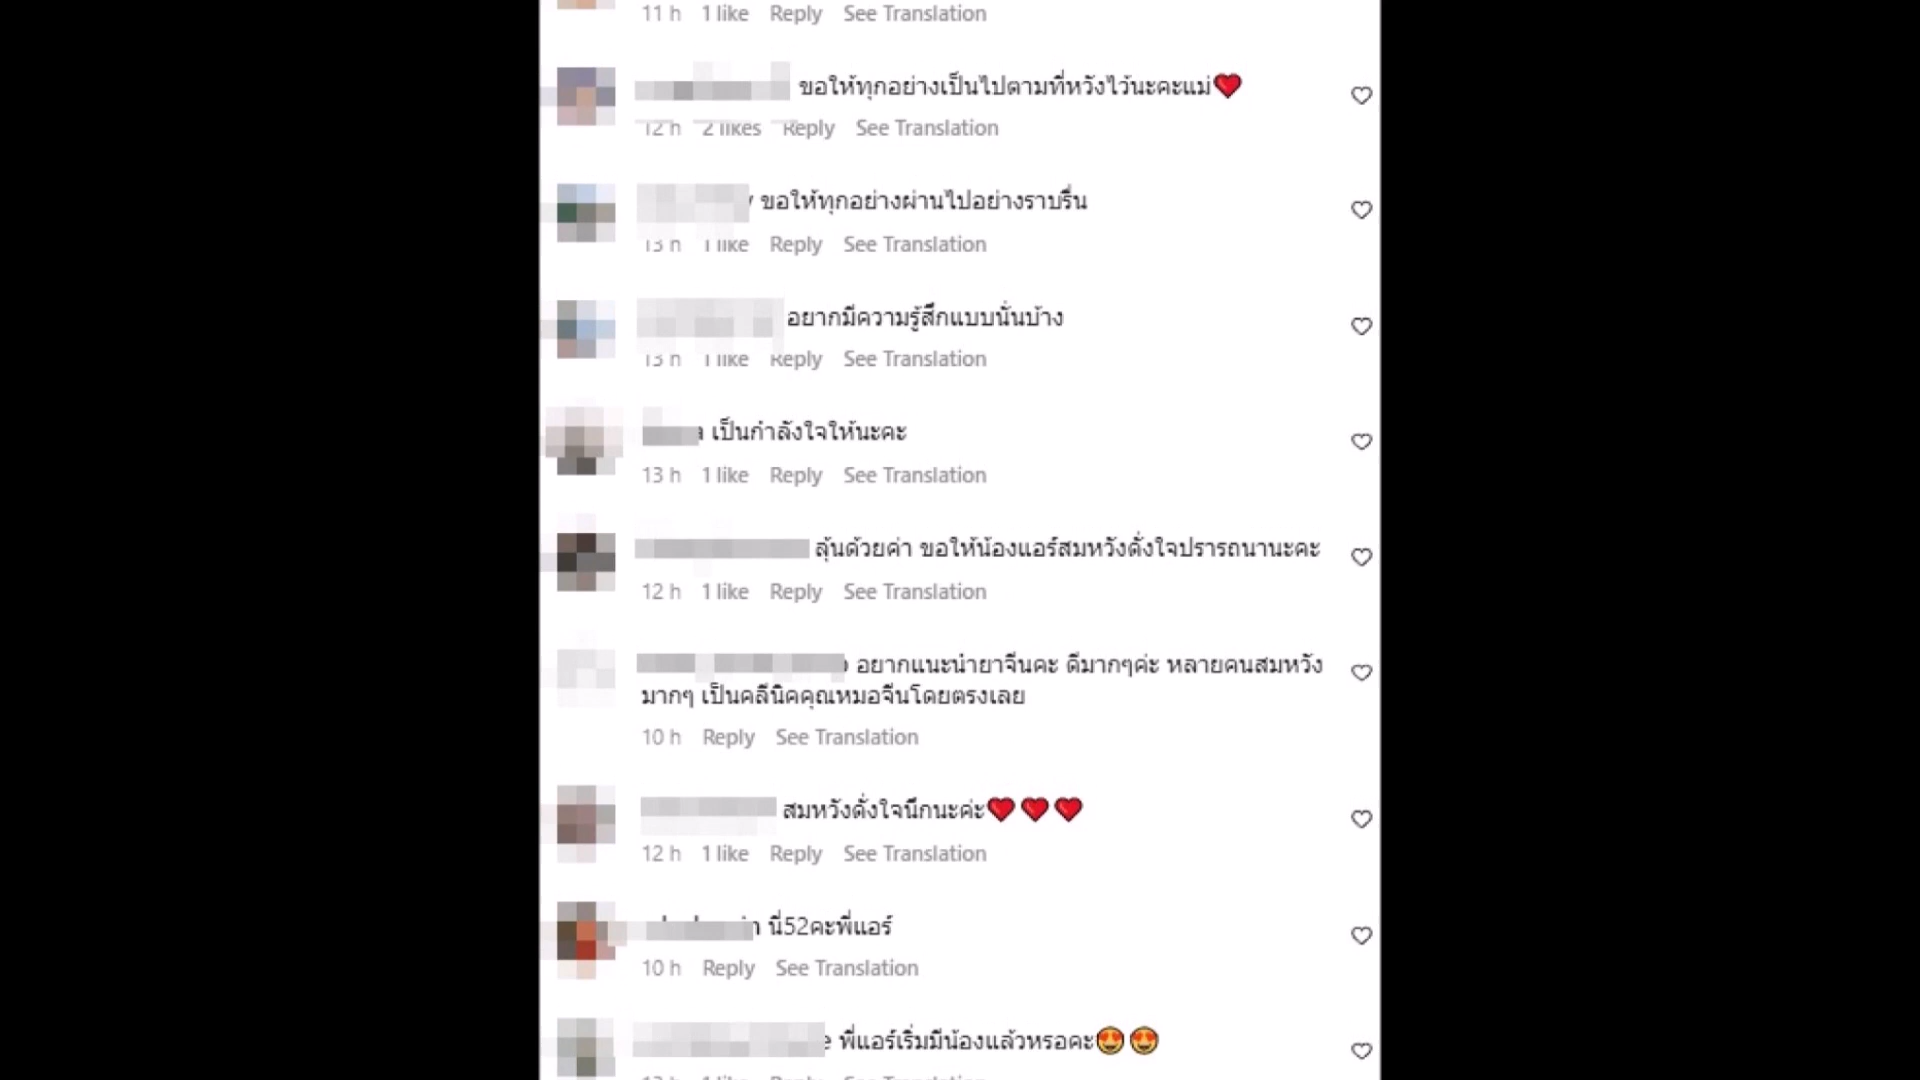 11 h 1 like Reply See Translation
ขอให้ทุกอย่างเป็นไปตามที่หวังไว้นะคะแม่❤️
12 h 2 likes Reply See Translation
ขอให้ทุกอย่างผ่านไปอย่างราบรื่น
13 h 1 like Reply See Translation
อยากมีความรู้สึกแบบนั่นบ้าง
13 h 1 like Reply See Translation
เป็นกำลังใจให้นะคะ
13 h 1 like Reply See Translation
ลุ้นด้วยค่า ขอให้น้องแอร์สมหวังดั่งใจปรารถนานะคะ
12 h 1 like Reply See Translation
อยากแนะนำยาจีนคะ ดีมากๆค่ะ หลายคนสมหวัง
มากๆ เป็นคลีนิคคุณหมอจีนโดยตรงเลย
10 h Reply See Translation
สมหวังดั่งใจนึกนะค่ะ❤️❤️❤️
12 h 1 like Reply See Translation
นี่52คะพี่แอร์
10 h Reply See Translation
พี่แอร์เริ่มมีน้องแล้วหรอคะ😍😍